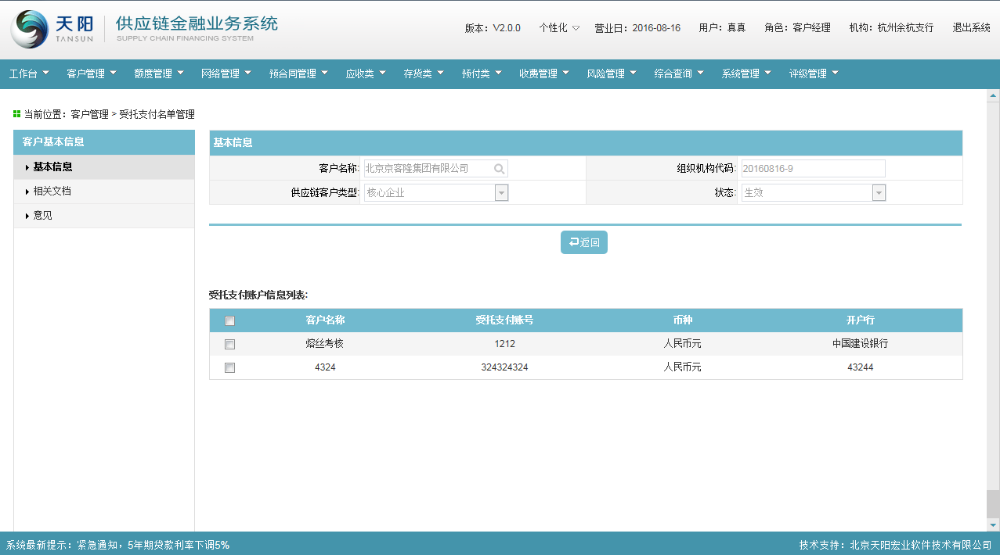 天阳 TANSUN 供应链金融业务系统 SUPPLY CHAIN FINANCING SYSTEM
版本：V2.0.0 个性化 营业日：2016-08-16 用户：真真 角色：客户经理 机构：杭州余杭支行 退出系统
工作台 客户管理 额度管理 网络管理 预合同管理 应收类 存货类 预付类 收费管理 风险管理 综合查询 系统管理 评级管理
当前位置：客户管理 > 受托支付名单管理
客户基本信息
基本信息
相关文档
意见
基本信息
客户名称: 北京京客隆集团有限公司 组织机构代码: 20160816-9
供应链客户类型: 核心企业 状态: 生效
返回
受托支付账户信息列表:
客户名称 受托支付账号 币种 开户行
熔丝考核 1212 人民币元 中国建设银行
4324 324324324 人民币元 43244
系统最新提示：紧急通知，5年期贷款利率下调5% 技术支持：北京天阳宏业软件技术有限公司